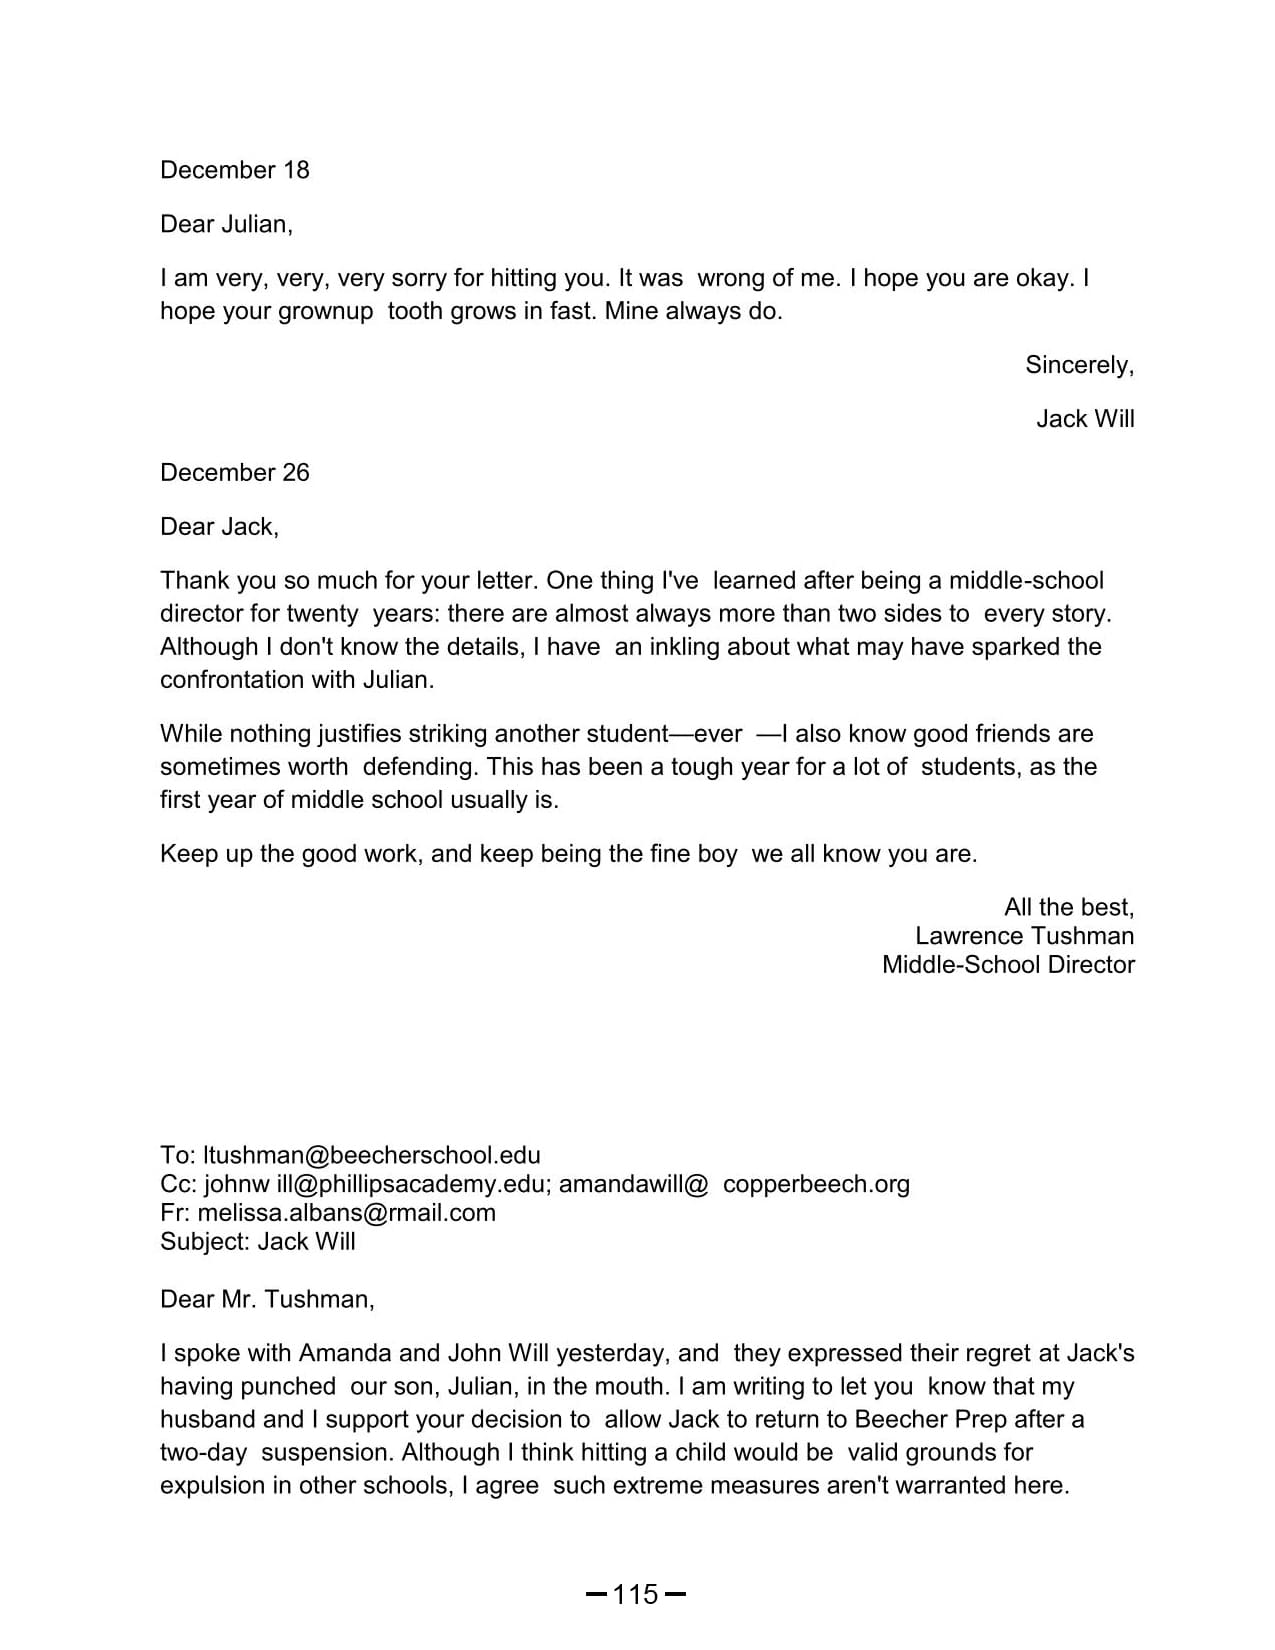 December 18
Dear Julian,
I am very, very, very sorry for hitting you. It was  wrong of me. I hope you are okay. I
hope your grownup  tooth grows in fast. Mine always do.
Sincerely,
Jack Will
December 26
Dear Jack,
Thank you so much for your letter. One thing I've  learned after being a middle-school
director for twenty  years: there are almost always more than two sides to  every story.
Although I don't know the details, I have  an inkling about what may have sparked the
confrontation with Julian.
While nothing justifies striking another student—ever  —I also know good friends are
sometimes worth  defending. This has been a tough year for a lot of  students, as the
first year of middle school usually is.
Keep up the good work, and keep being the fine boy  we all know you are.
All the best,
Lawrence Tushman
Middle-School Director
To: ltushman@beecherschool.edu
Cc: johnw ill@phillipsacademy.edu; amandawill@  copperbeech.org
Fr: melissa.albans@rmail.com
Subject: Jack Will
Dear Mr. Tushman,
I spoke with Amanda and John Will yesterday, and  they expressed their regret at Jack's
having punched  our son, Julian, in the mouth. I am writing to let you  know that my
husband and I support your decision to  allow Jack to return to Beecher Prep after a
two-day  suspension. Although I think hitting a child would be  valid grounds for
expulsion in other schools, I agree  such extreme measures aren't warranted here.
— 115 —